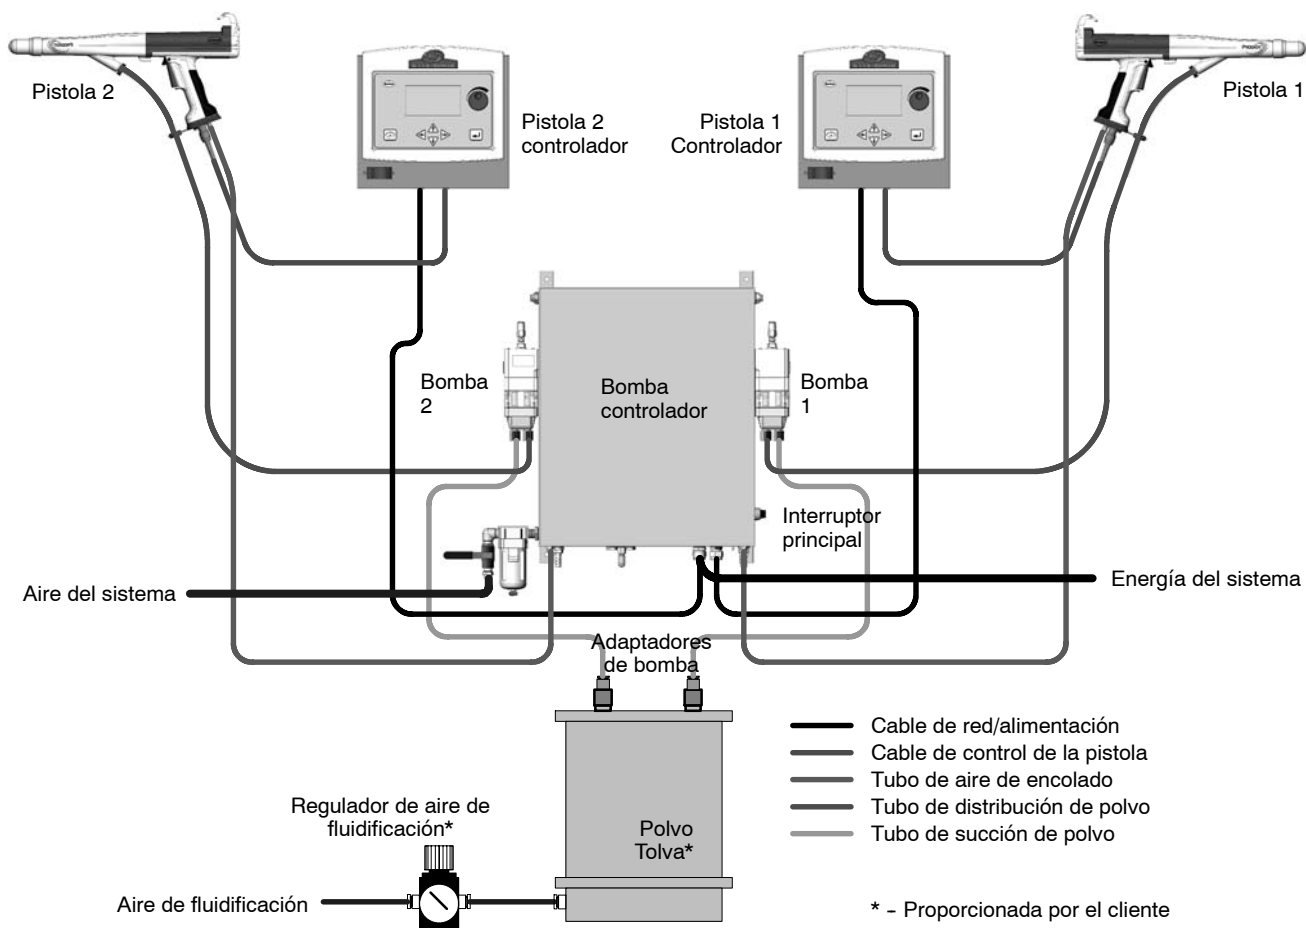 Pistola 2
Pistola 2
controlador
Pistola 1
Controlador
Pistola 1
Bomba
2
Bomba
controlador
Bomba
1
Interruptor
principal
Aire del sistema
Energía del sistema
Adaptadores
de bomba
Cable de red/alimentación
Cable de control de la pistola
Tubo de aire de encolado
Tubo de distribución de polvo
Tubo de succión de polvo
Regulador de aire de
fluidificación*
Polvo
Tolva*
Aire de fluidificación
* - Proporcionada por el cliente